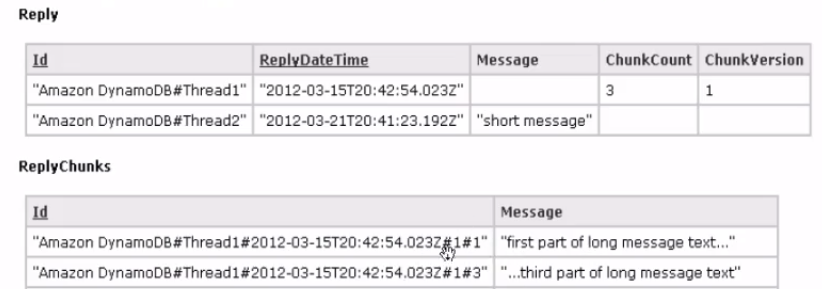 Reply
Id ReplyDateTime Message ChunkCount ChunkVersion
"Amazon DynamoDB#Thread1" "2012-03-15T20:42:54.023Z" 3 1
"Amazon DynamoDB#Thread2" "2012-03-21T20:41:23.192Z" "short message"
ReplyChunks
Id Message
"Amazon DynamoDB#Thread1#2012-03-15T20:42:54.023Z#1#1" "first part of long message text..."
"Amazon DynamoDB#Thread1#2012-03-15T20:42:54.023Z#1#3" "...third part of long message text"